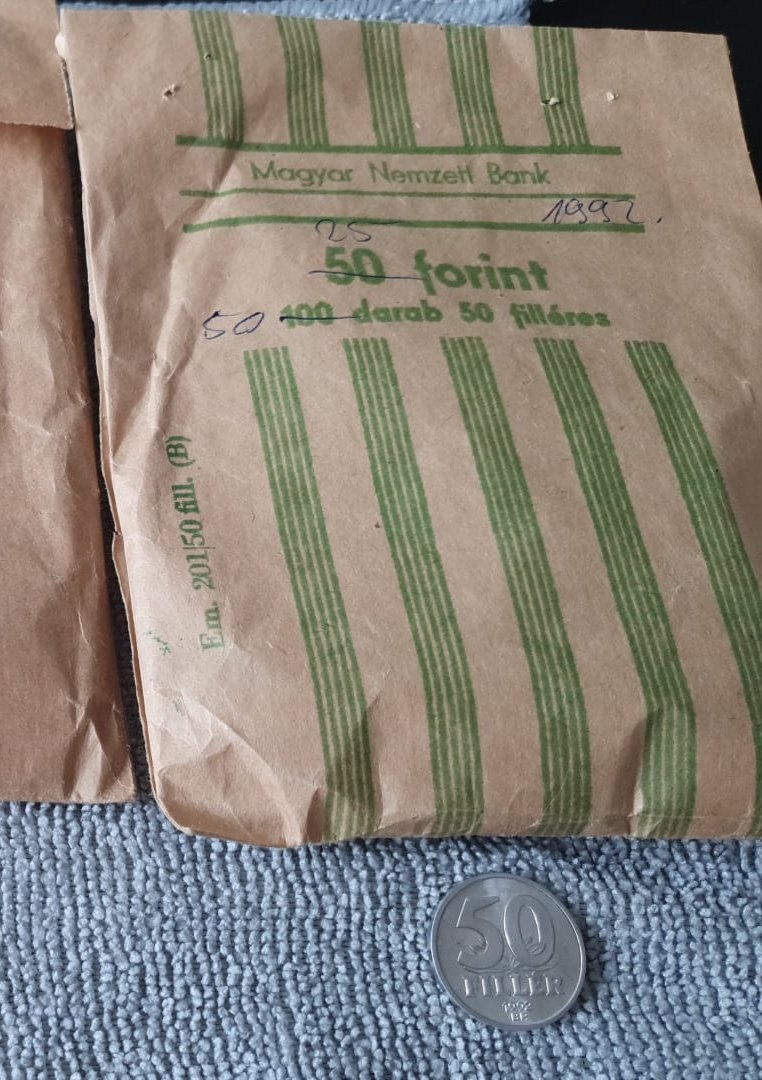 Magyar Nemzeti Bank
1992.
25
50 forint
50 100 darab 50 filléres
Em. 201/50 fill. (B)
50
FILLÉR
1992
BP.